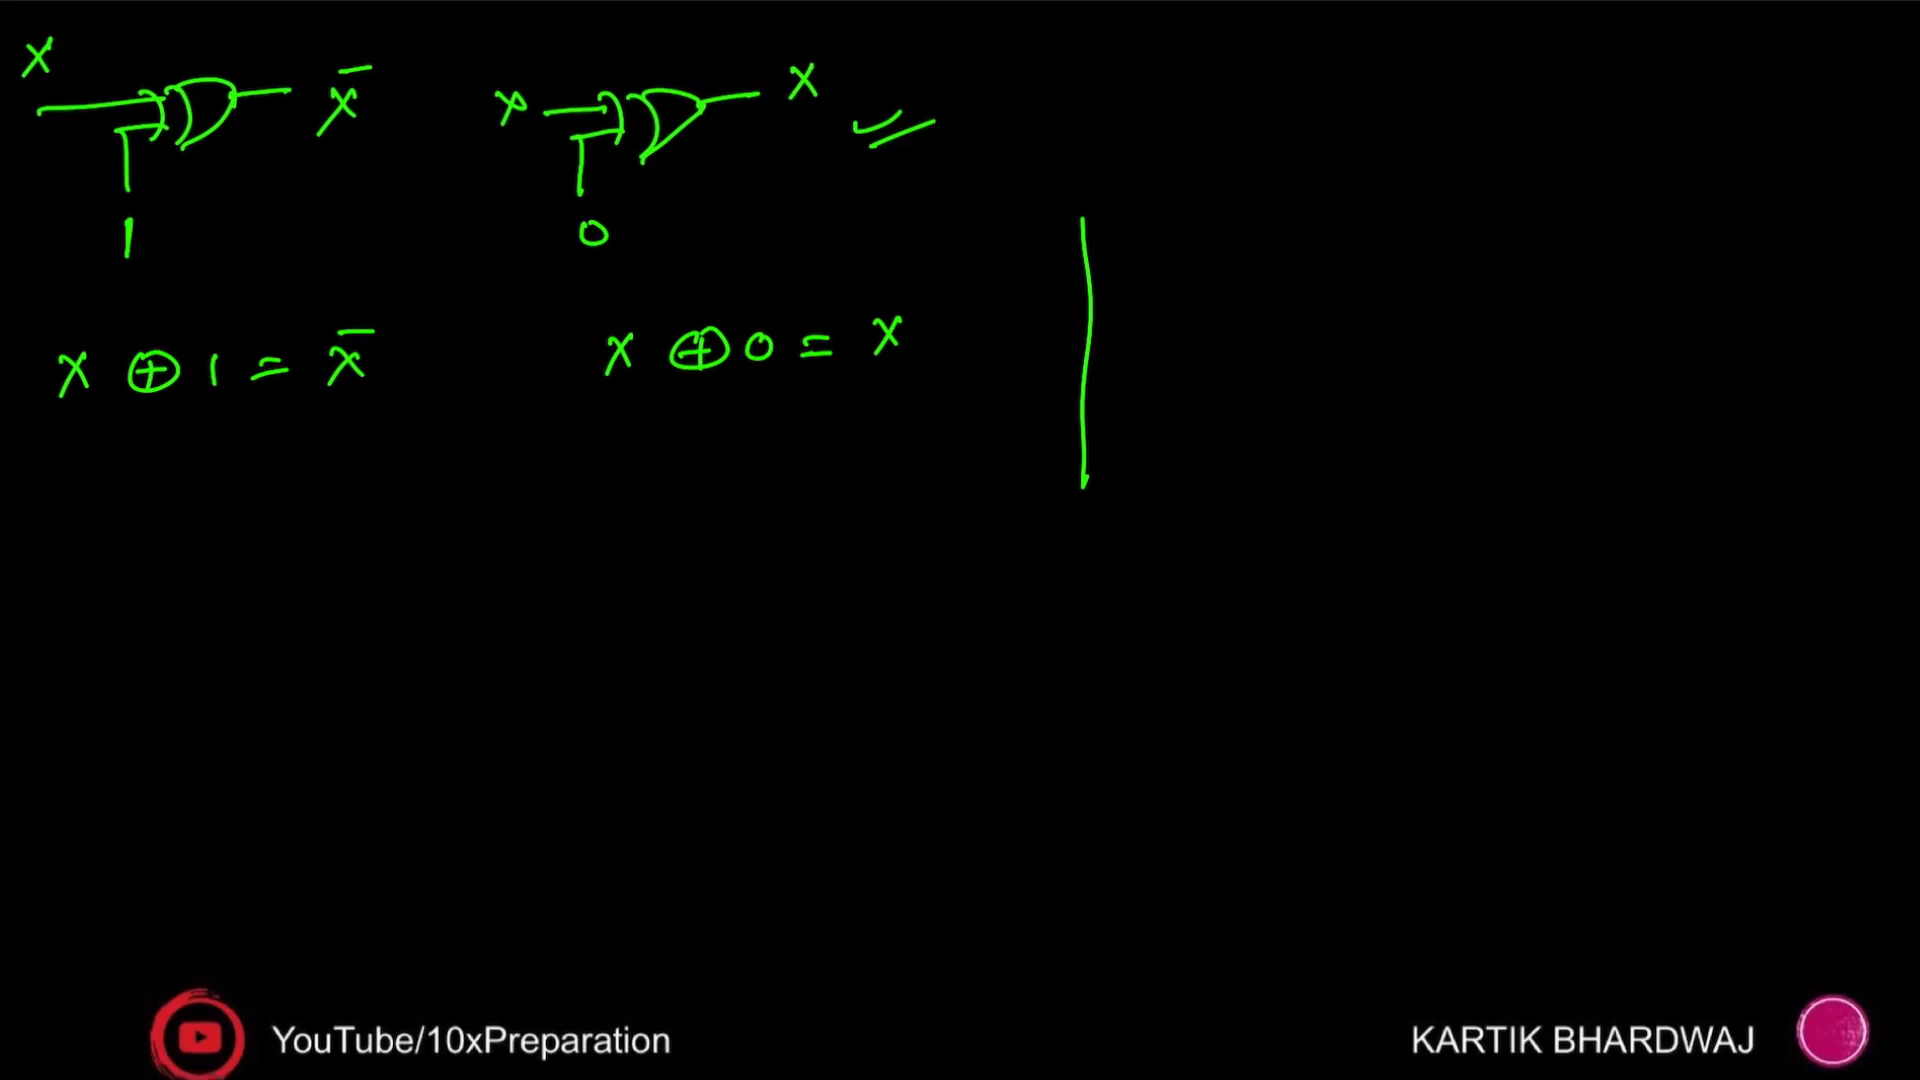 X X̄ X X
1 0
X ⊕ 1 = X̄ X ⊕ 0 = X
YouTube/10xPreparation KARTIK BHARDWAJ